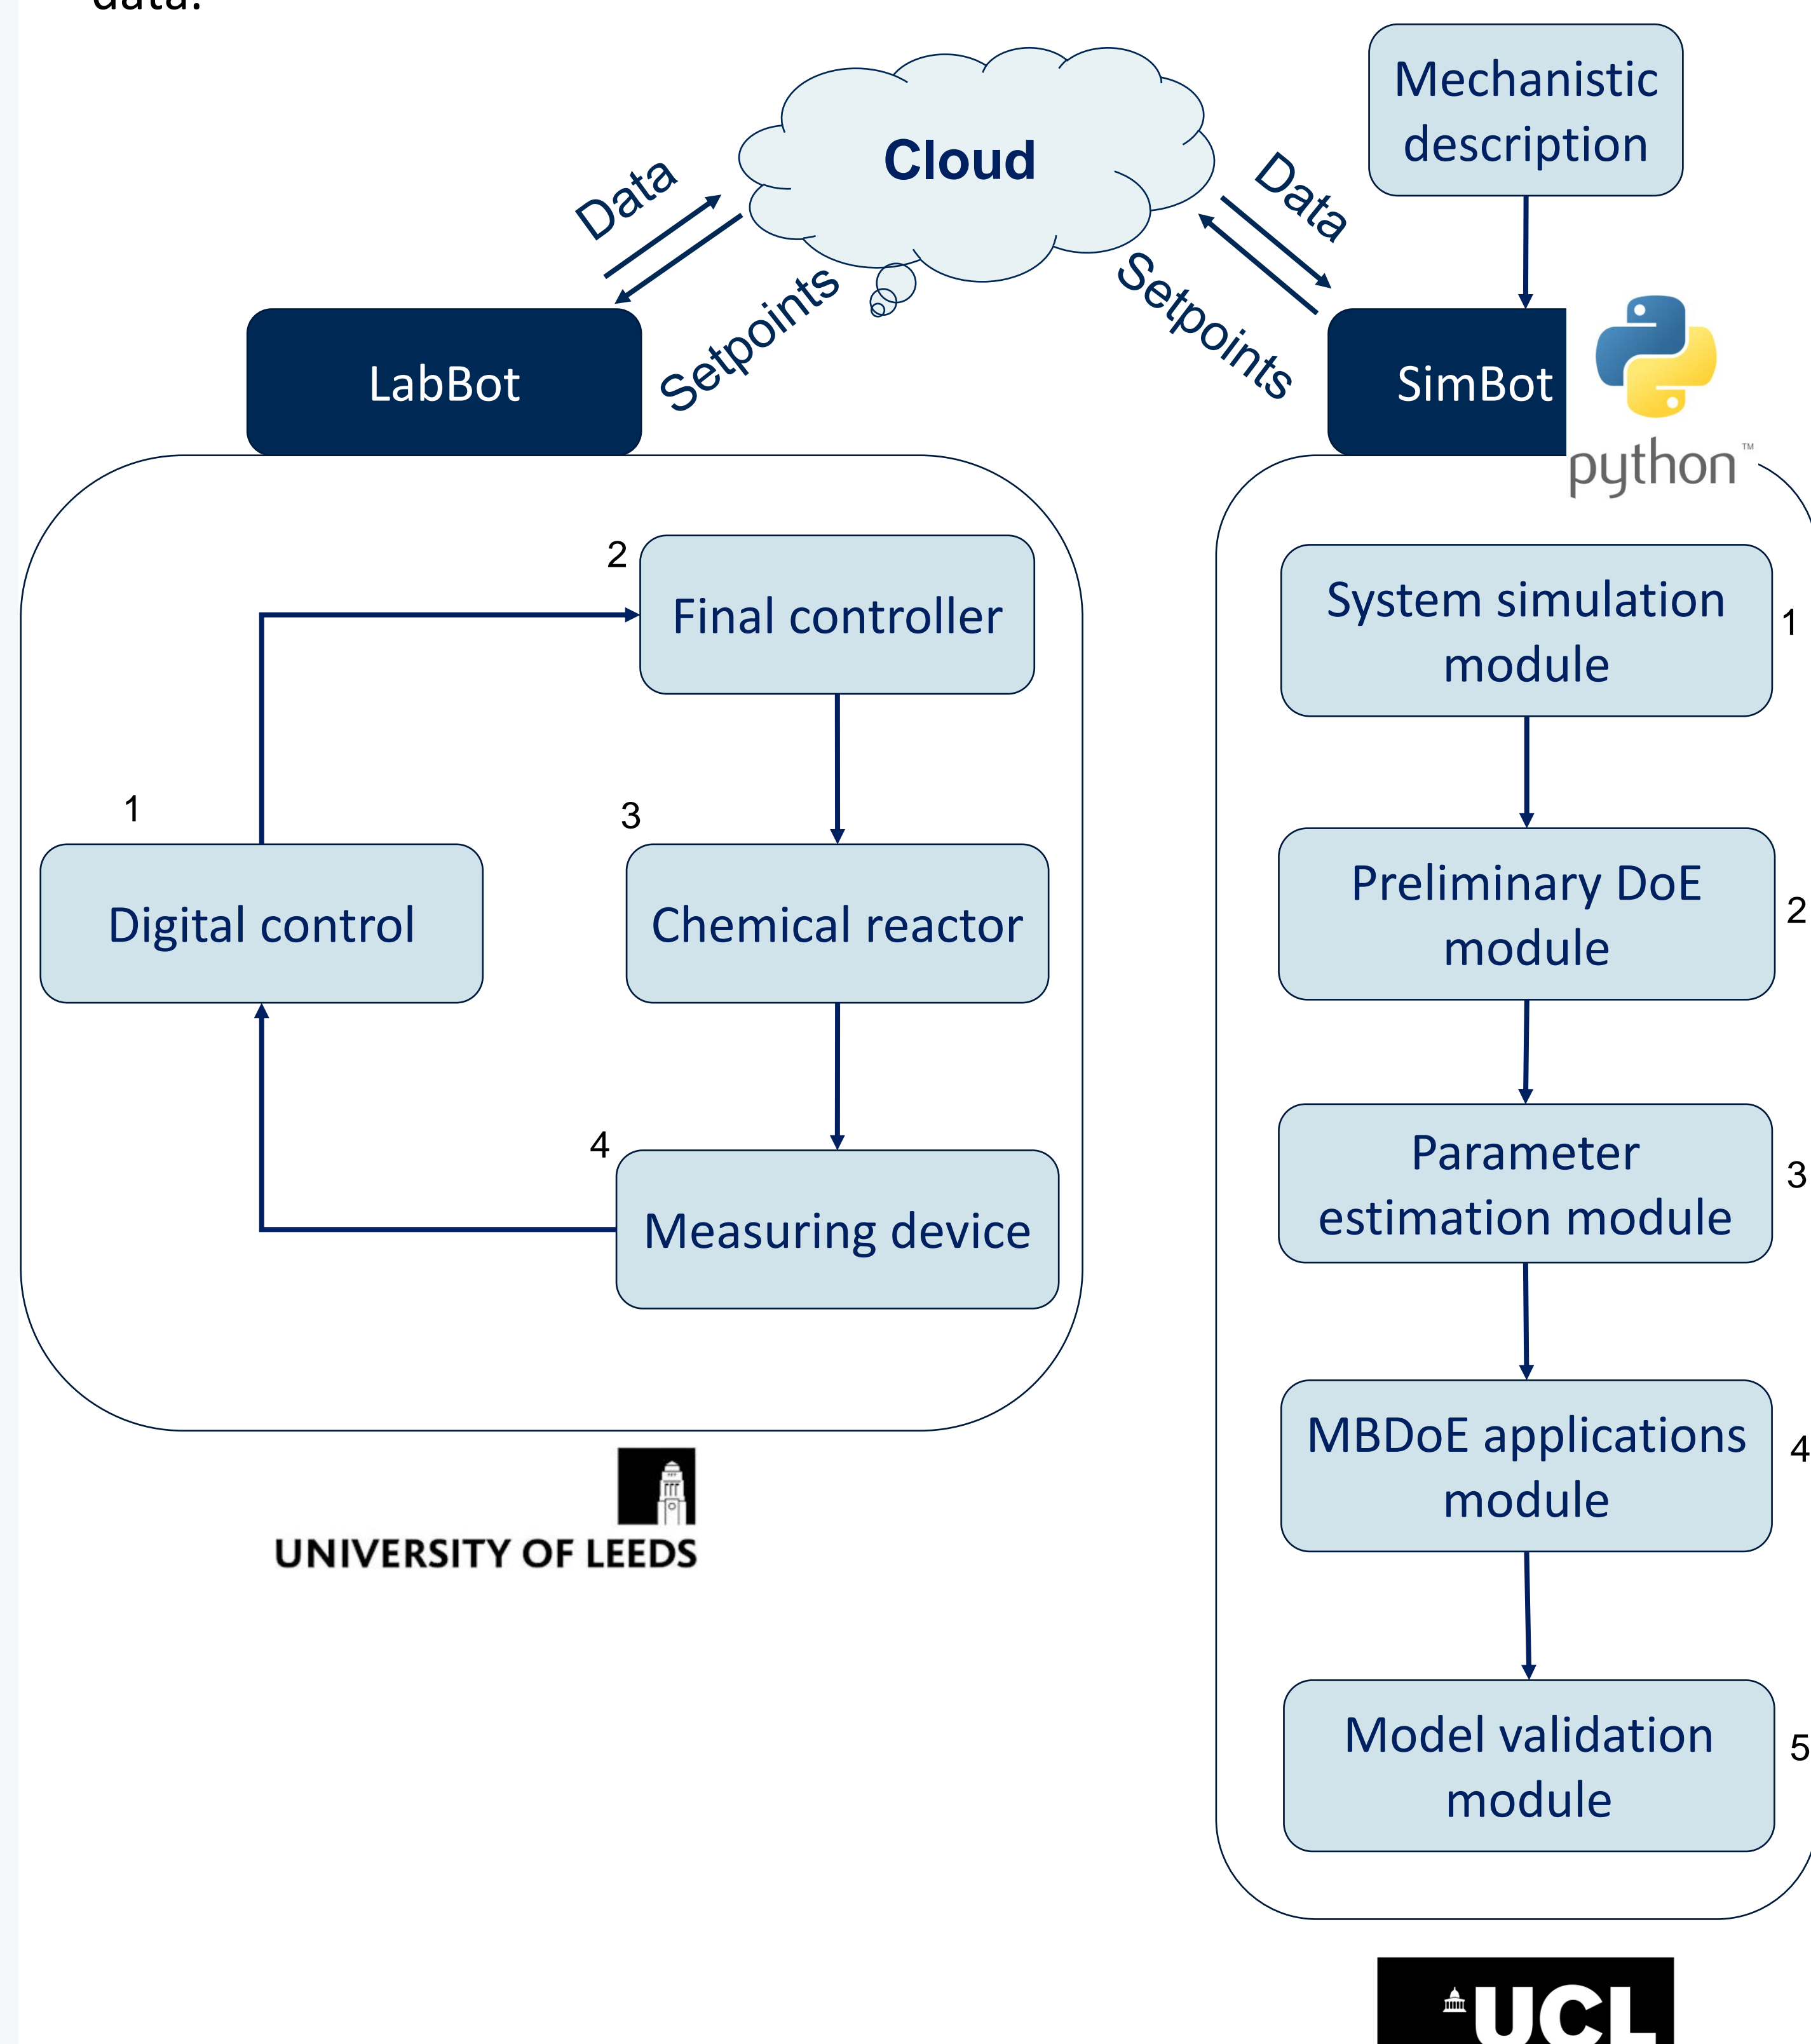 data.
Mechanistic
description
Cloud
Data
Data
Setpoints
Setpoints
LabBot
SimBot
python™
2
Final controller
System simulation
module
1
1
3
Digital control
Chemical reactor
Preliminary DoE
module
2
4
Measuring device
Parameter
estimation module
3
MBDoE applications
module
4
UNIVERSITY OF LEEDS
Model validation
module
5
UCL